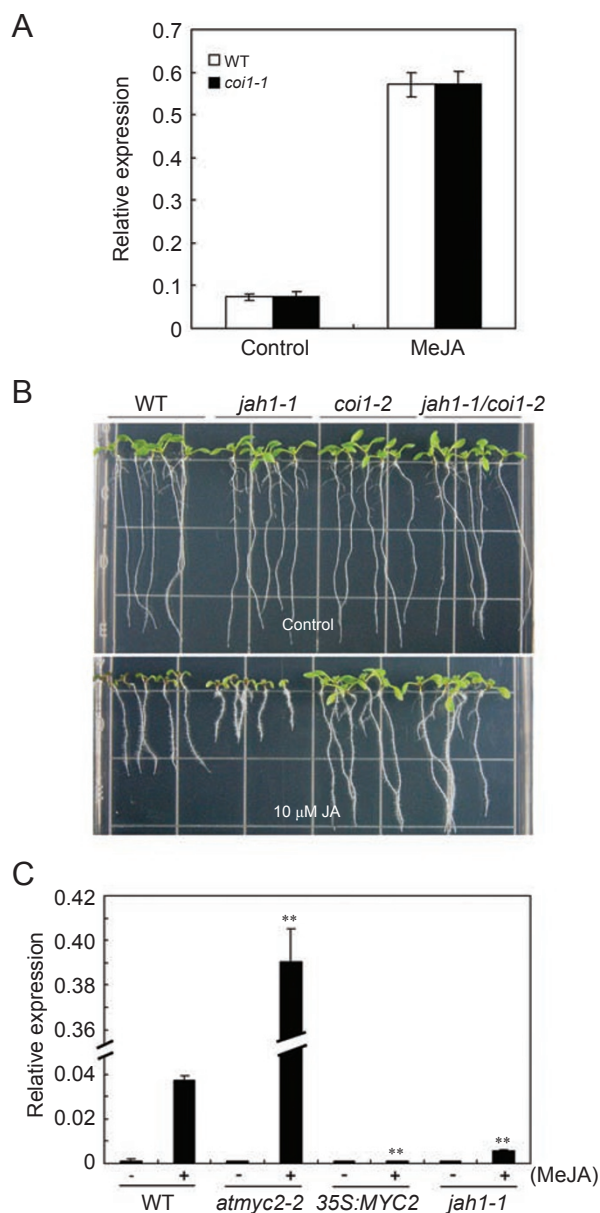 A
0.7
0.6
0.5
0.4
0.3
0.2
0.1
0
Relative expression
WT
coi1-1
Control MeJA
B
WT jah1-1 coi1-2 jah1-1/coi1-2
Control
10 μM JA
C
0.42
0.40
0.38
0.36
0.04
0.02
0
Relative expression
**
**
**
- + - + - + - + (MeJA)
WT atmyc2-2 35S:MYC2 jah1-1